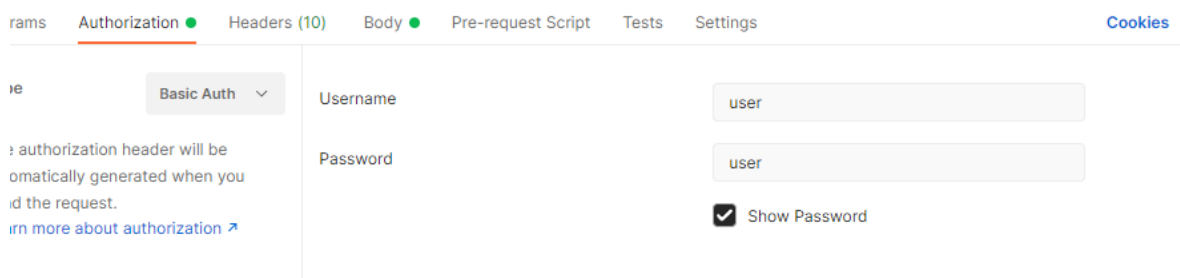 rams Authorization Headers (10) Body Pre-request Script Tests Settings Cookies
Basic Auth
Username user
e authorization header will be
omatically generated when you
d the request.
rn more about authorization ↗
Password user
Show Password